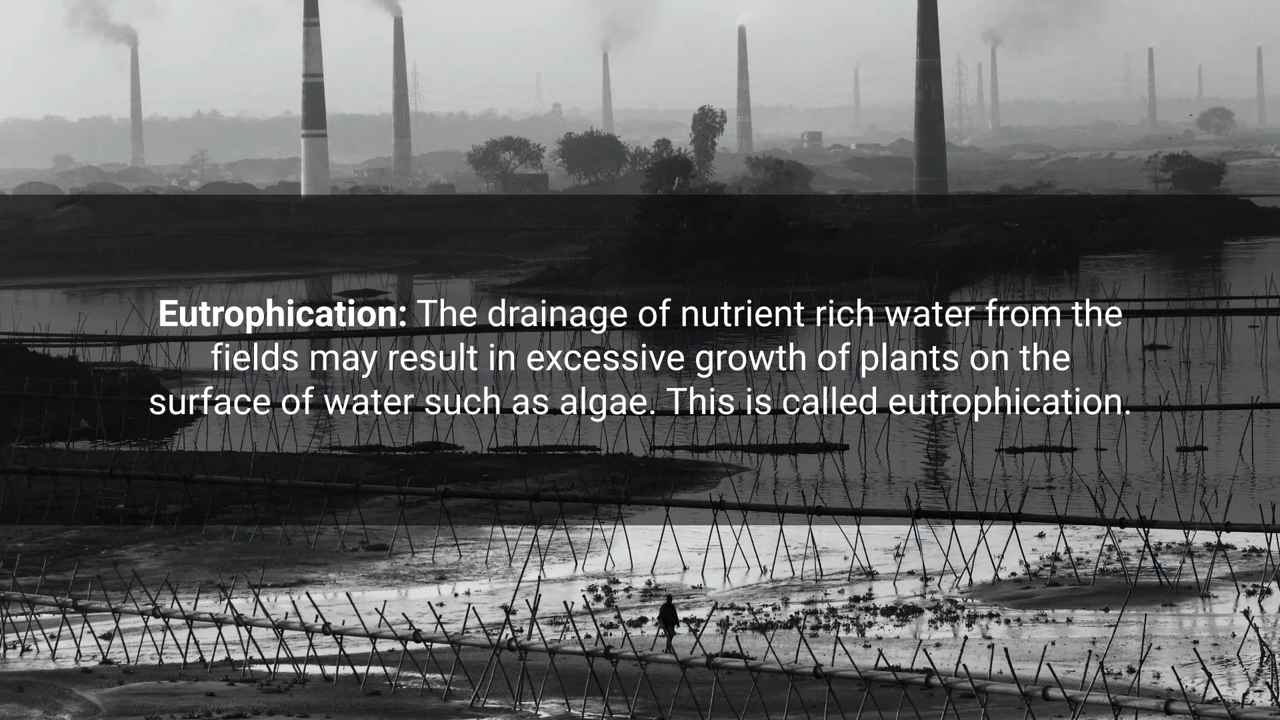 Eutrophication: The drainage of nutrient rich water from the
fields may result in excessive growth of plants on the
surface of water such as algae. This is called eutrophication.